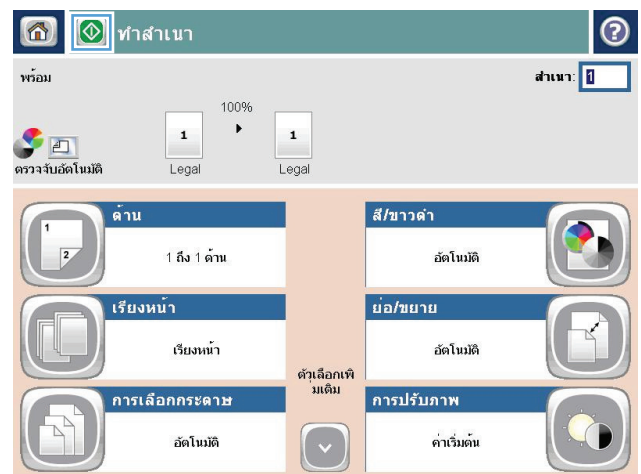 ทำสำเนา
?
พร้อม
สำเนา: 1
100%
1
1
ตรวจจับอัตโนมัติ
Legal
Legal
ด้าน
1
2
1 ถึง 1 ด้าน
สี/ขาวดำ
อัตโนมัติ
เรียงหน้า
เรียงหน้า
ย่อ/ขยาย
อัตโนมัติ
ตัวเลือกเพิ
่มเติม
การเลือกกระดาษ
อัตโนมัติ
การปรับภาพ
ค่าเริ่มต้น